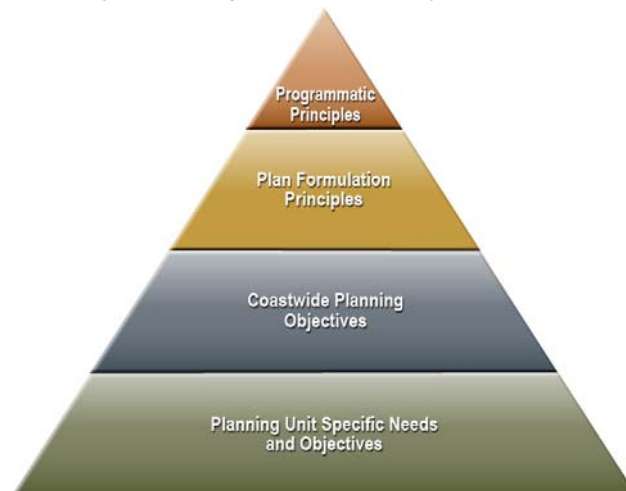 Programmatic
Principles
Plan Formulation
Principles
Coastwide Planning
Objectives
Planning Unit Specific Needs
and Objectives